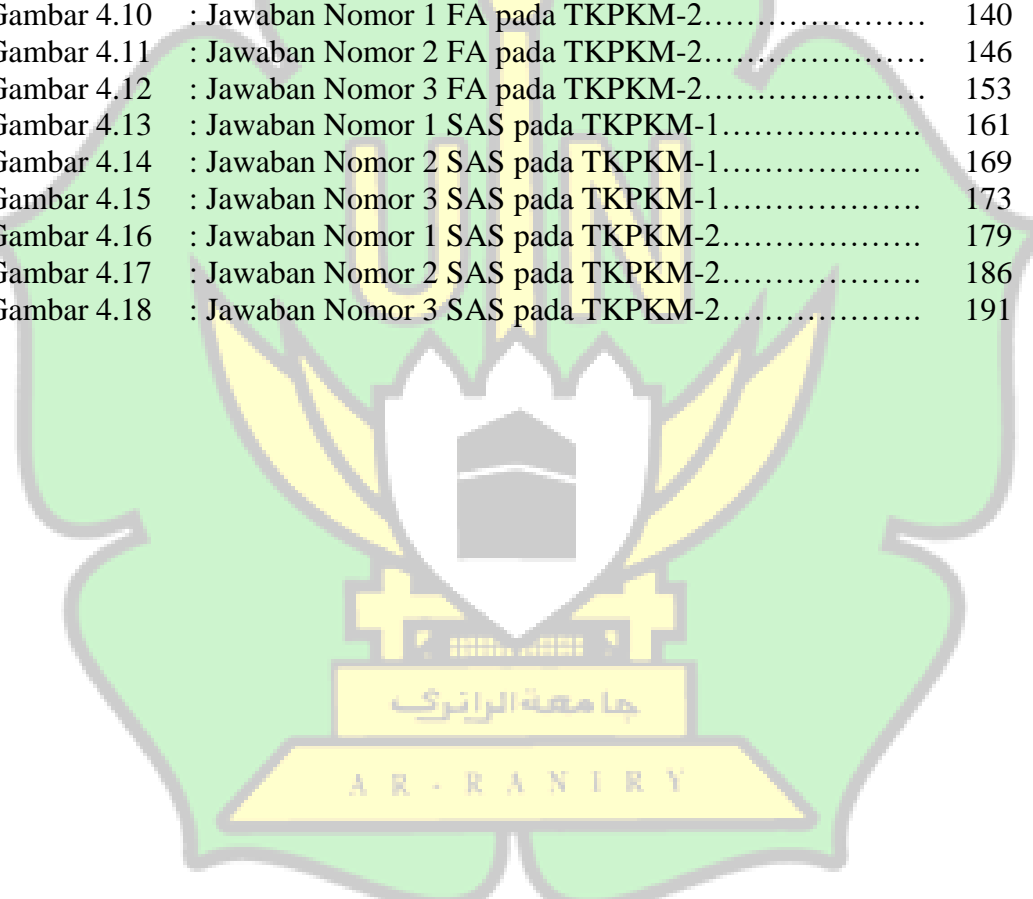 Gambar 4.10 : Jawaban Nomor 1 FA pada TKPKM-2………………… 140
Gambar 4.11 : Jawaban Nomor 2 FA pada TKPKM-2………………… 146
Gambar 4.12 : Jawaban Nomor 3 FA pada TKPKM-2………………… 153
Gambar 4.13 : Jawaban Nomor 1 SAS pada TKPKM-1………………. 161
Gambar 4.14 : Jawaban Nomor 2 SAS pada TKPKM-1………………. 169
Gambar 4.15 : Jawaban Nomor 3 SAS pada TKPKM-1………………. 173
Gambar 4.16 : Jawaban Nomor 1 SAS pada TKPKM-2………………. 179
Gambar 4.17 : Jawaban Nomor 2 SAS pada TKPKM-2………………. 186
Gambar 4.18 : Jawaban Nomor 3 SAS pada TKPKM-2………………. 191
UIN
جامعة الرانري
AR-RANIRY